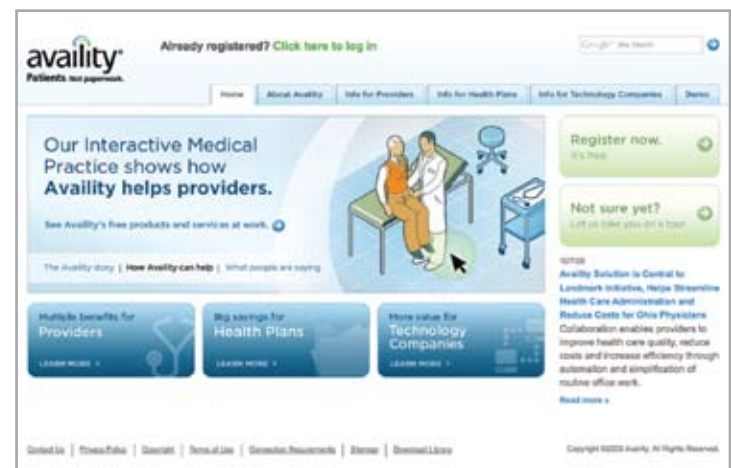 availity
Patients. Not paperwork.
Already registered? Click here to log in
Home
About Availity
Info for Providers
Info for Health Plans
Info for Technology Companies
Demo
Our Interactive Medical
Practice shows how
Availity helps providers.
See Availity's free products and services at work.
The Availity story | How Availity can help | What people are saying
Register now.
It's free.
Not sure yet?
Let us take you on a tour.
Availity Solution is Central to
Landmark Initiative, Helps Streamline
Health Care Administration and
Reduce Costs for Ohio Physicians
Collaboration enables providers to
improve health care quality, reduce
costs and increase efficiency through
automation and simplification of
routine office work.
Read more »
Multiple benefits for
Providers
LEARN MORE
Big savings for
Health Plans
LEARN MORE
More value for
Technology
Companies
LEARN MORE
Contact Us | Privacy Policy | Copyright | Terms of Use | Connection Requirements | Sitemap | Download Library
Availity. All Rights Reserved.